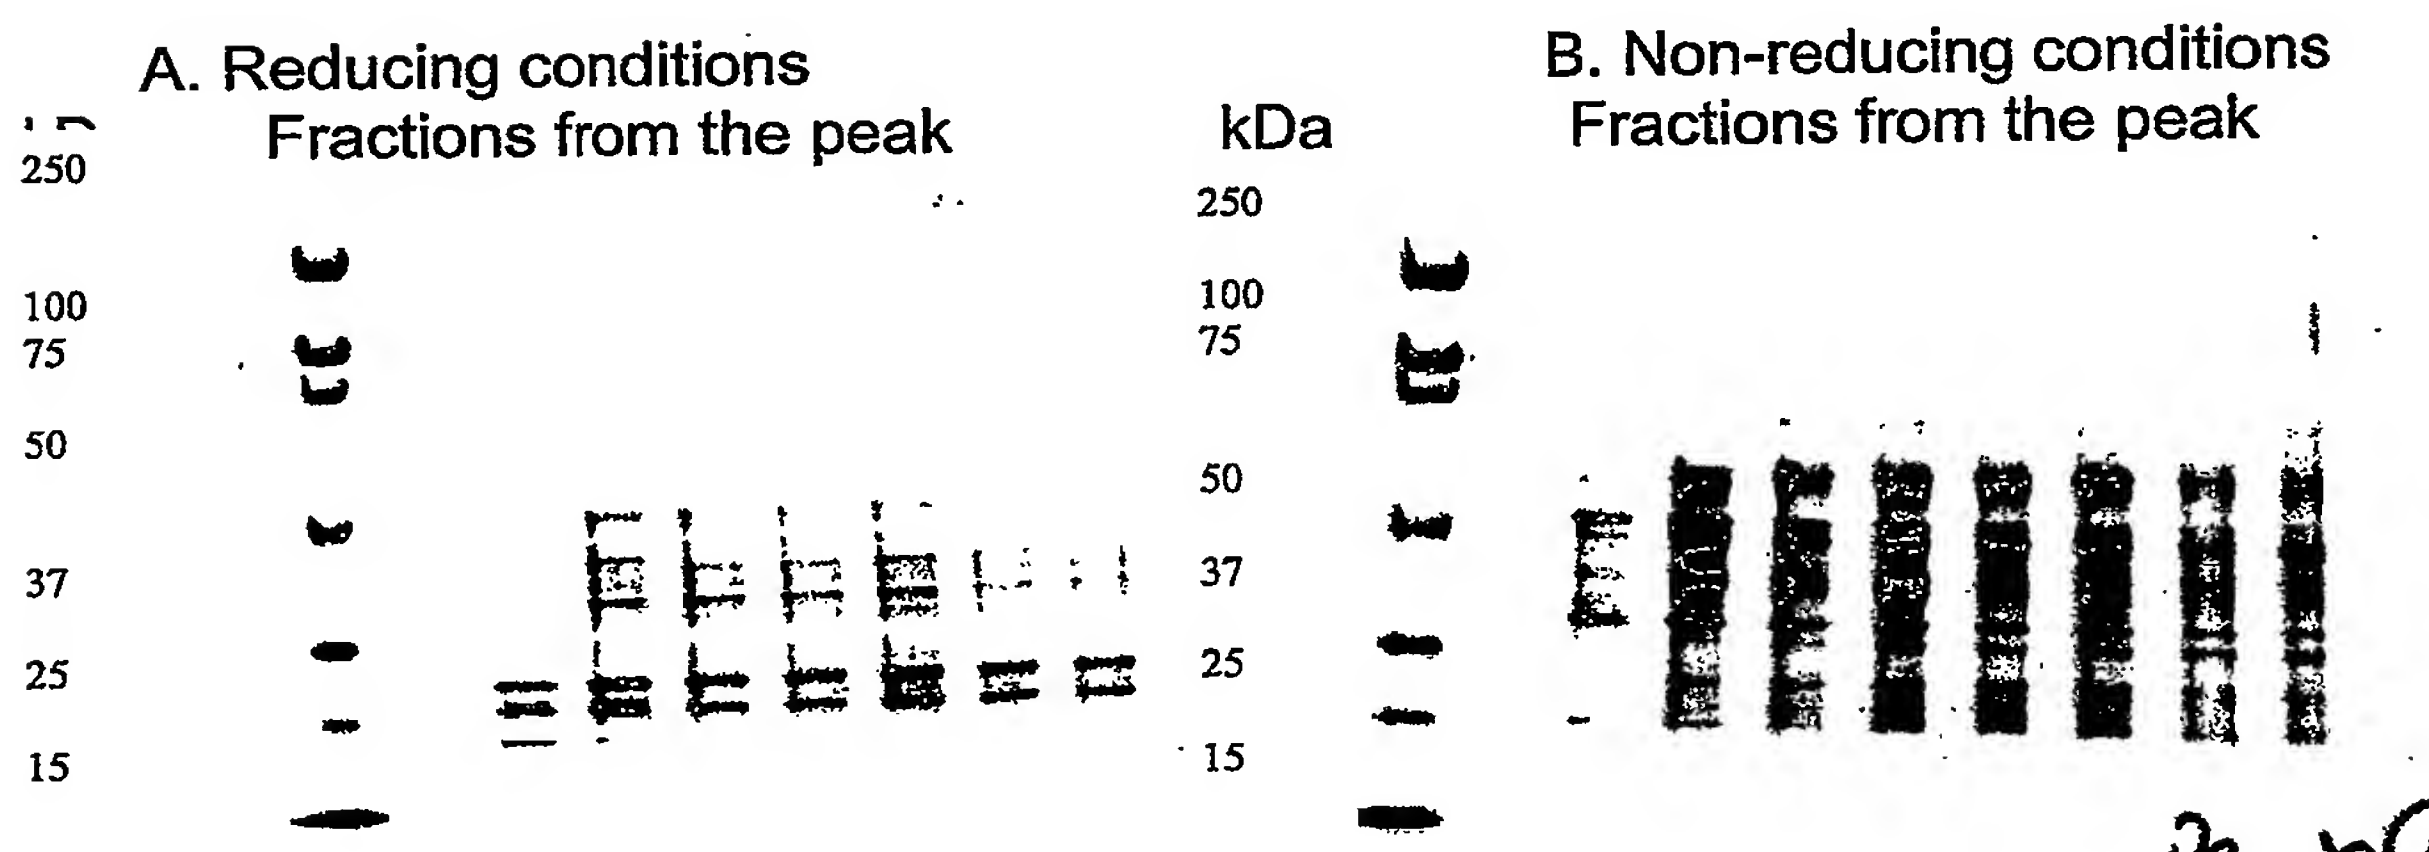 A. Reducing conditions
Fractions from the peak
250
100
75
50
37
25
15
B. Non-reducing conditions
Fractions from the peak
kDa
250
100
75
50
37
25
15